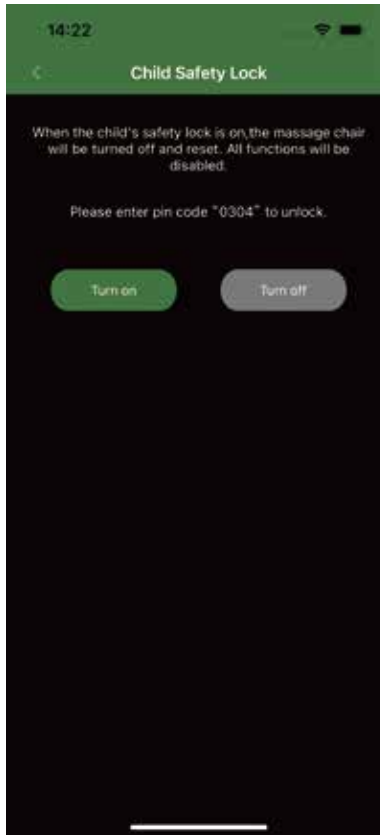 14:22
Child Safety Lock
When the child's safety lock is on,the massage chair
will be turned off and reset. All functions will be
disabled.
Please enter pin code "0304" to unlock.
Turn on
Turn off